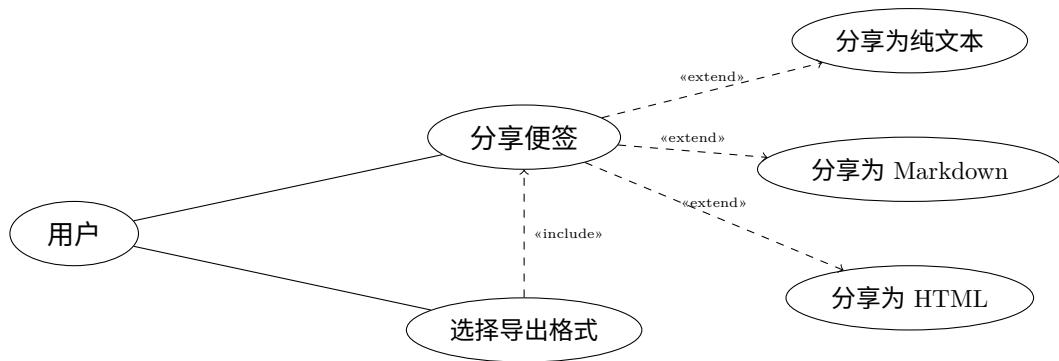 分享为纯文本
«extend»
分享便签
«extend»
分享为 Markdown
«extend»
用户
«include»
分享为 HTML
选择导出格式